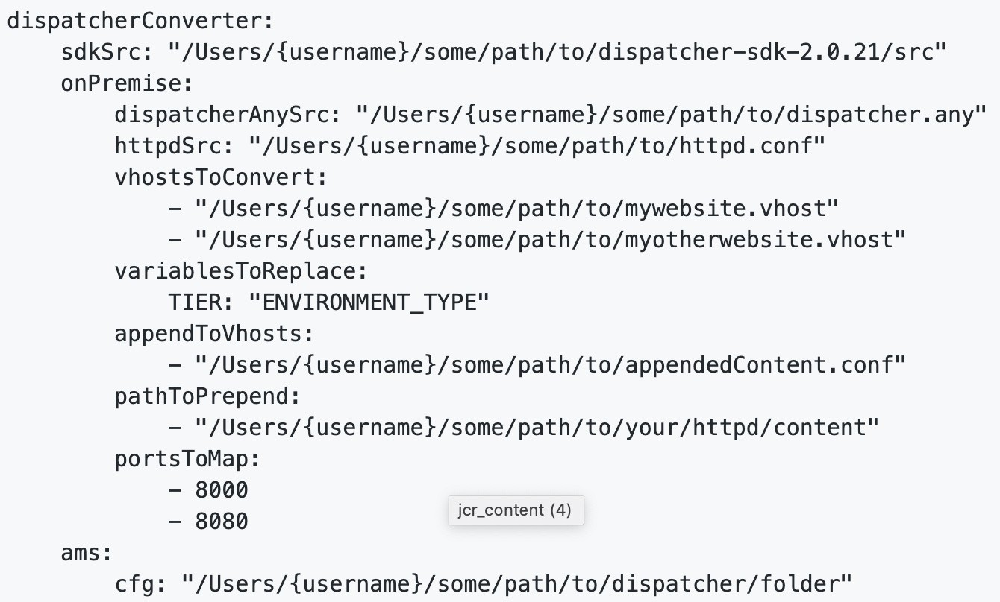 dispatcherConverter:
    sdkSrc: "/Users/{username}/some/path/to/dispatcher-sdk-2.0.21/src"
    onPremise:
        dispatcherAnySrc: "/Users/{username}/some/path/to/dispatcher.any"
        httpdSrc: "/Users/{username}/some/path/to/httpd.conf"
        vhostsToConvert:
            - "/Users/{username}/some/path/to/mywebsite.vhost"
            - "/Users/{username}/some/path/to/myotherwebsite.vhost"
        variablesToReplace:
            TIER: "ENVIRONMENT_TYPE"
        appendToVhosts:
            - "/Users/{username}/some/path/to/appendedContent.conf"
        pathToPrepend:
            - "/Users/{username}/some/path/to/your/httpd/content"
        portsToMap:
            - 8000
jcr_content (4)
            - 8080
    ams:
        cfg: "/Users/{username}/some/path/to/dispatcher/folder"